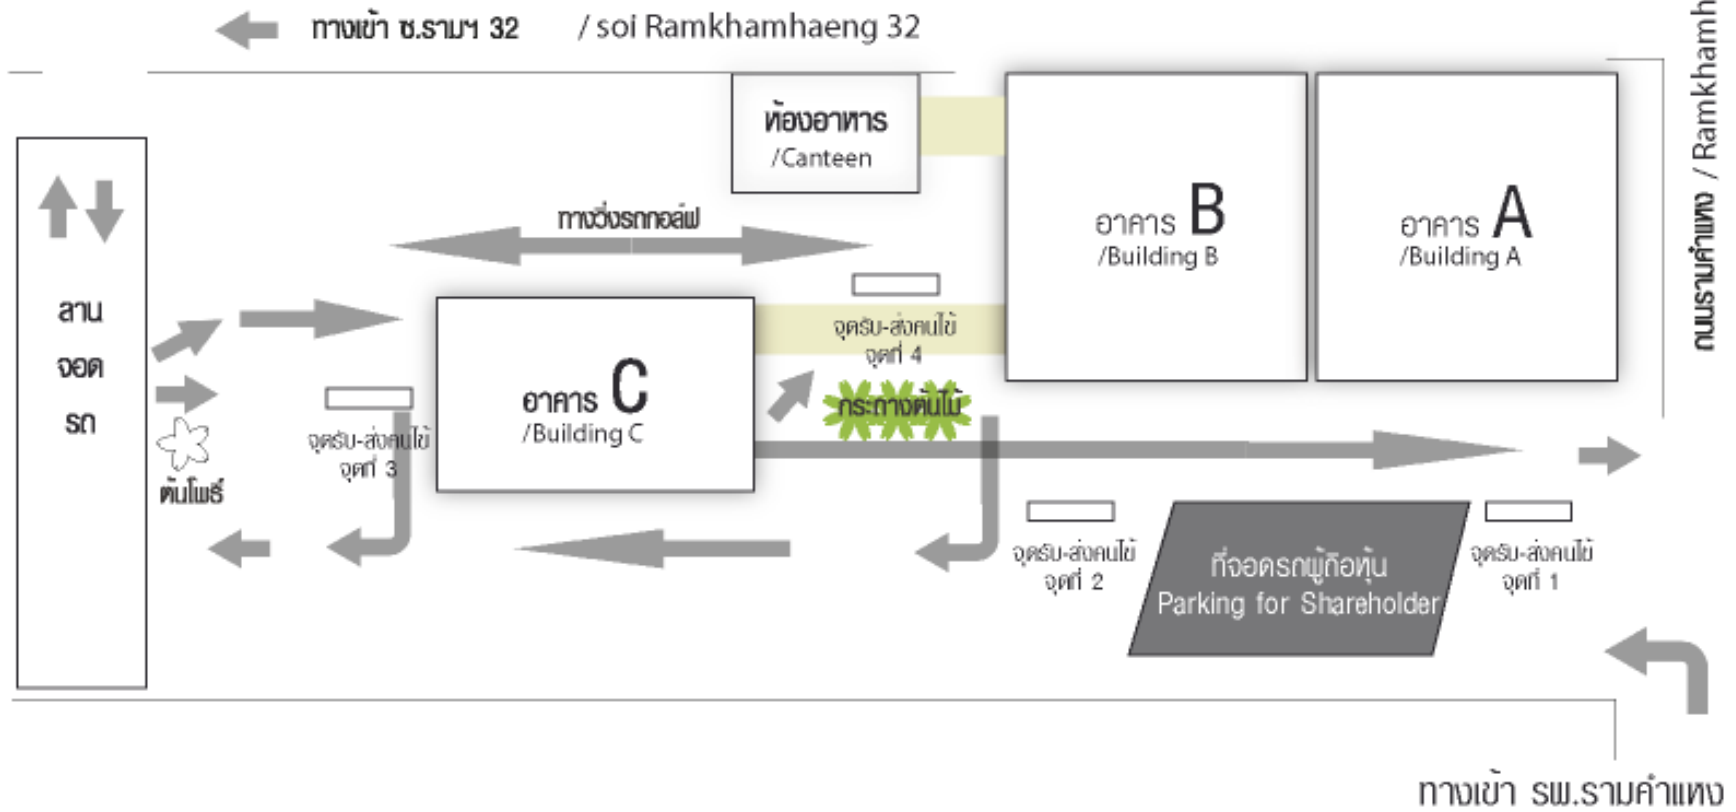 ทางเข้า ซ.รามฯ 32 / soi Ramkhamhaeng 32
ถนนรามคำแหง / Ramkhamh
ห้องอาหาร
/Canteen
อาคาร B
/Building B
อาคาร A
/Building A
ทางวิ่งรถกอล์ฟ
ลาน
จอด
รถ
จุดรับ-ส่งคนไข้
จุดที่ 4
กระถางต้นไม้
อาคาร C
/Building C
จุดรับ-ส่งคนไข้
จุดที่ 3
ต้นโพธิ์
จุดรับ-ส่งคนไข้
จุดที่ 2
ที่จอดรถผู้ถือหุ้น
Parking for Shareholder
จุดรับ-ส่งคนไข้
จุดที่ 1
ทางเข้า รพ.รามคำแหง